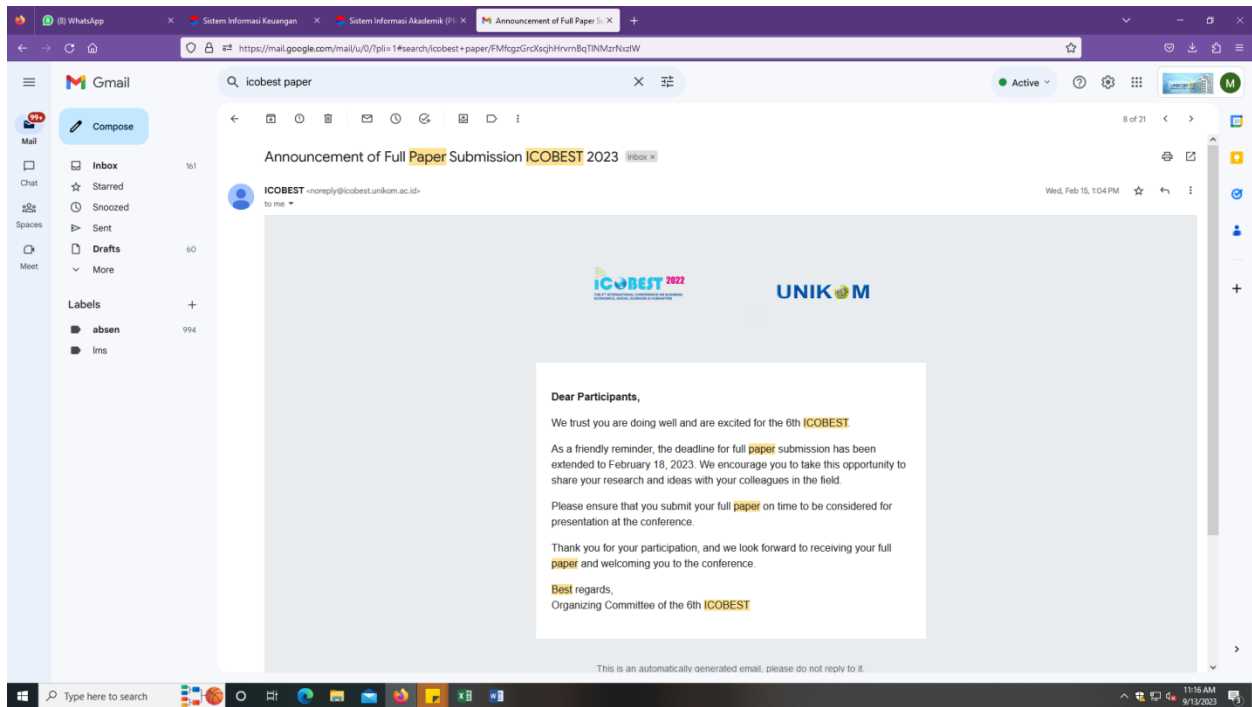 (8) WhatsApp
Sistem Informasi Keuangan
Sistem Informasi Akademik (P1:
Announcement of Full Paper Su
https://mail.google.com/mail/u/0/?pli=1#search/icobest+paper/FMfcgzGrcXsqjhHrvrnBqTlNMzrNxzlW
Gmail
icobest paper
Active
M
99+
Mail
Chat
Spaces
Meet
Compose
Inbox 161
Starred
Snoozed
Sent
Drafts 60
More
Labels
absen 994
lms
8 of 21
Announcement of Full Paper Submission ICOBEST 2023 Inbox ×
ICOBEST <noreply@icobest.unikom.ac.id>
to me
Wed, Feb 15, 1:04 PM
ICOBEST 2022
UNIKOM
Dear Participants,
We trust you are doing well and are excited for the 6th ICOBEST.
As a friendly reminder, the deadline for full paper submission has been
extended to February 18, 2023. We encourage you to take this opportunity to
share your research and ideas with your colleagues in the field.
Please ensure that you submit your full paper on time to be considered for
presentation at the conference.
Thank you for your participation, and we look forward to receiving your full
paper and welcoming you to the conference.
Best regards,
Organizing Committee of the 6th ICOBEST
This is an automatically generated email, please do not reply to it.
Type here to search
11:16 AM
9/13/2023